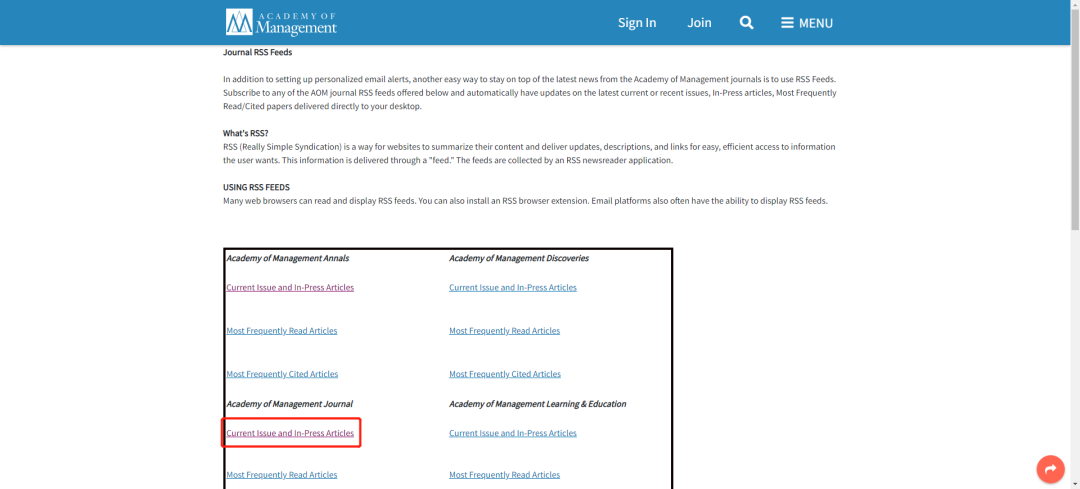 ACADEMY OF
Management
Sign In
Join
MENU
Journal RSS Feeds
In addition to setting up personalized email alerts, another easy way to stay on top of the latest news from the Academy of Management journals is to use RSS Feeds.
Subscribe to any of the AOM journal RSS feeds offered below and automatically have updates on the latest current or recent issues, In-Press articles, Most Frequently
Read/Cited papers delivered directly to your desktop.
What's RSS?
RSS (Really Simple Syndication) is a way for websites to summarize their content and deliver updates, descriptions, and links for easy, efficient access to information
the user wants. This information is delivered through a "feed." The feeds are collected by an RSS newsreader application.
USING RSS FEEDS
Many web browsers can read and display RSS feeds. You can also install an RSS browser extension. Email platforms also often have the ability to display RSS feeds.
Academy of Management Annals
Academy of Management Discoveries
Current Issue and In-Press Articles
Current Issue and In-Press Articles
Most Frequently Read Articles
Most Frequently Read Articles
Most Frequently Cited Articles
Most Frequently Cited Articles
Academy of Management Journal
Academy of Management Learning & Education
Current Issue and In-Press Articles
Current Issue and In-Press Articles
Most Frequently Read Articles
Most Frequently Read Articles